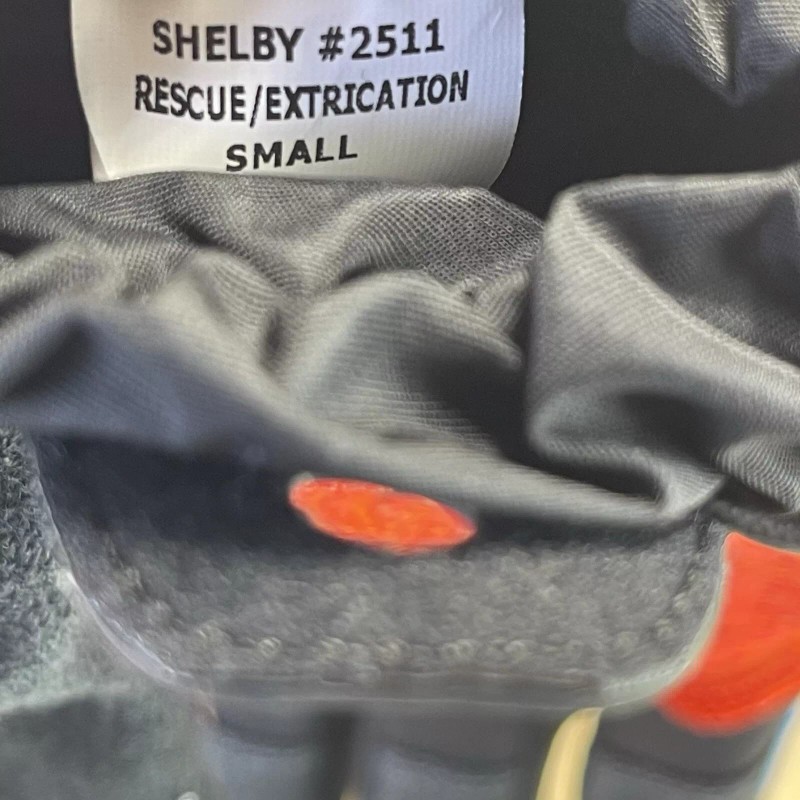 SHELBY #2511
RESCUE/EXTRICATION
SMALL